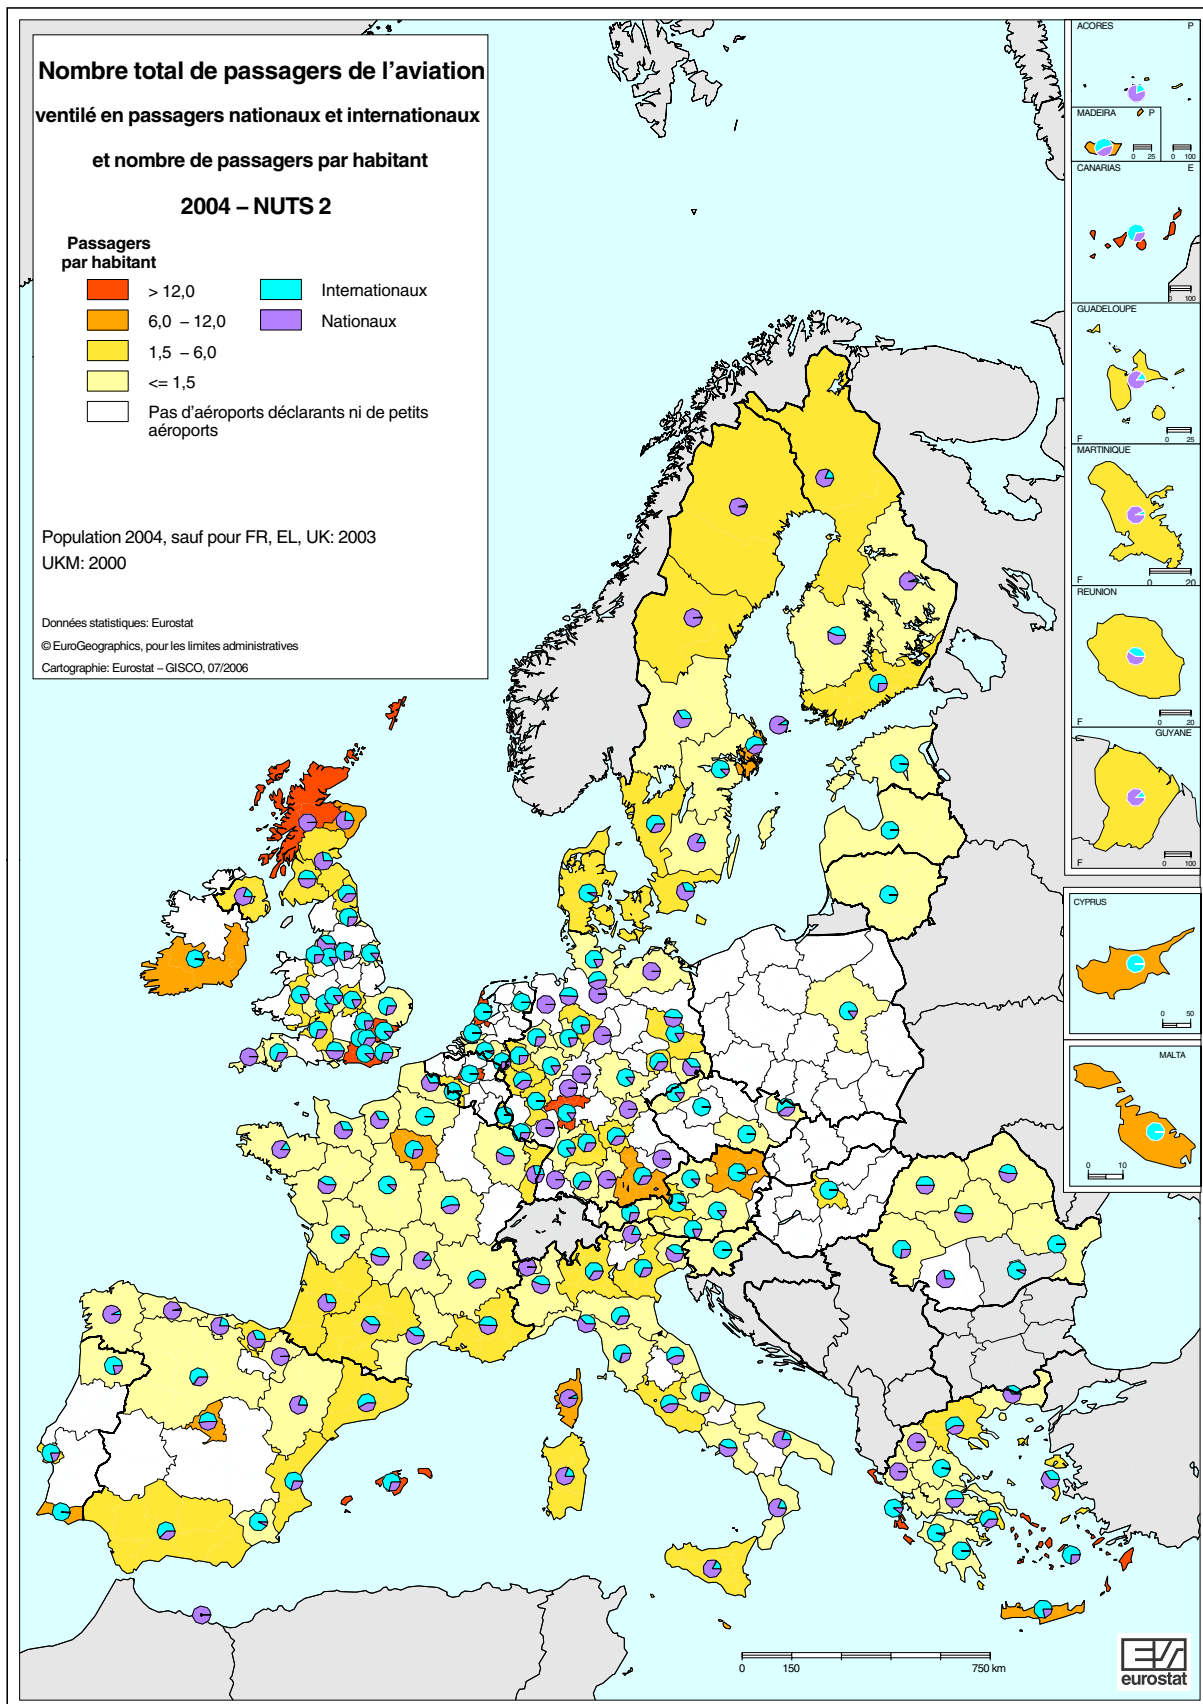 Nombre total de passagers de l'aviation
ventilé en passagers nationaux et internationaux
et nombre de passagers par habitant
2004 – NUTS 2
Passagers
par habitant
> 12,0
6,0 – 12,0
1,5 – 6,0
<= 1,5
Pas d'aéroports déclarants ni de petits
aéroports
Internationaux
Nationaux
Population 2004, sauf pour FR, EL, UK: 2003
UKM: 2000
Données statistiques: Eurostat
© EuroGeographics, pour les limites administratives
Cartographie: Eurostat – GISCO, 07/2006
ACORES P
MADEIRA P
0 25
0 100
CANARIAS E
0 100
GUADELOUPE
F 0 25
MARTINIQUE
F 0 20
REUNION
F 0 20
GUYANE
F 0 100
CYPRUS
0 50
MALTA
0 10
0 150 750 km
eurostat